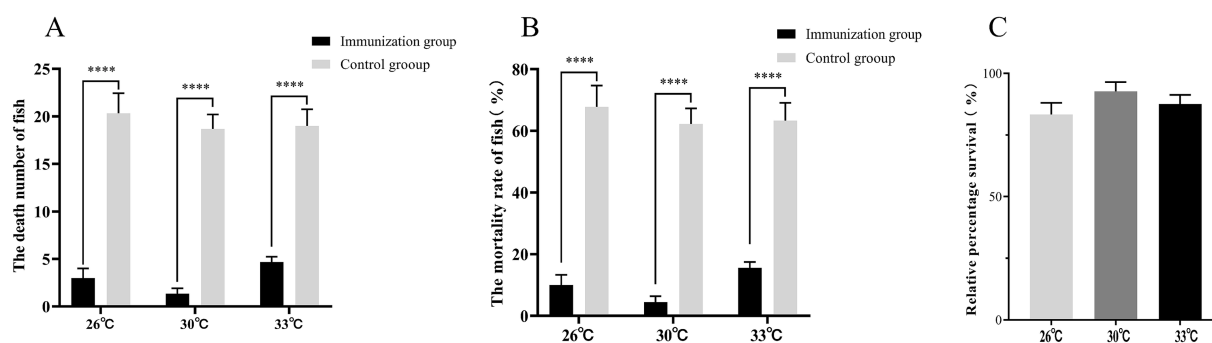 A
Immunization group
Control grooup
The death number of fish
25
20
15
10
5
0
****
****
****
26℃
30℃
33℃
B
Immunization group
Control grooup
The mortality rate of fish（ %）
80
60
40
20
0
****
****
****
26℃
30℃
33℃
C
Relative percentage survival（ %）
100
50
0
26℃
30℃
33℃